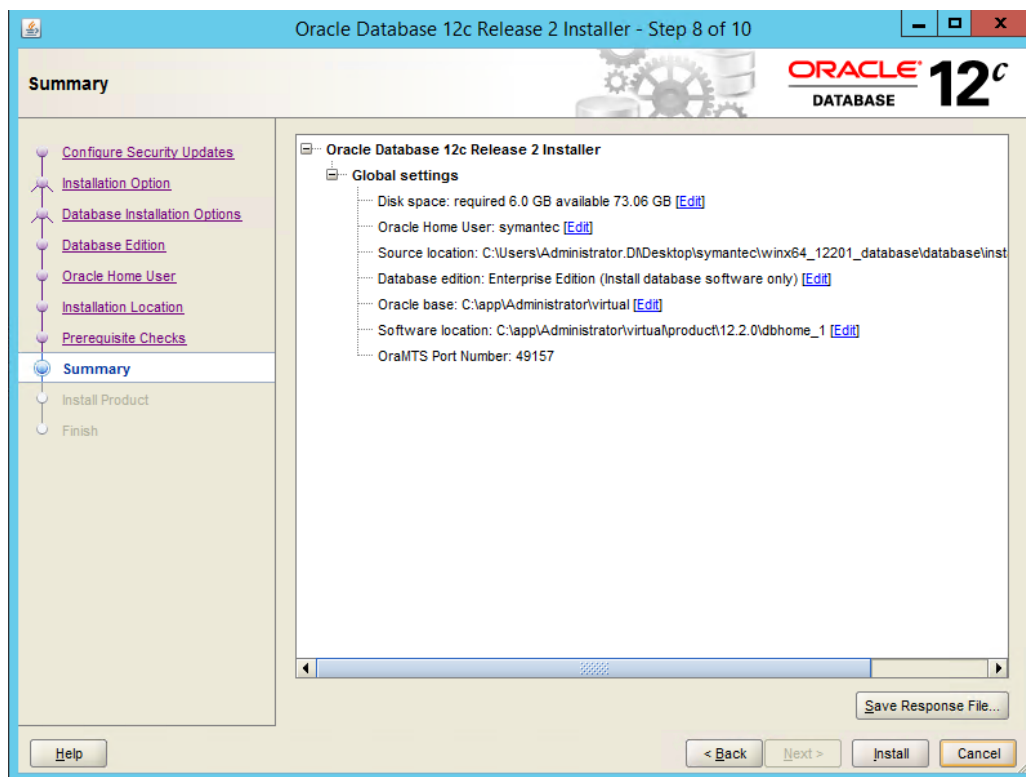 Oracle Database 12c Release 2 Installer - Step 8 of 10
Summary
ORACLE® 12c
DATABASE
Configure Security Updates
Installation Option
Database Installation Options
Database Edition
Oracle Home User
Installation Location
Prerequisite Checks
Summary
Install Product
Finish
Oracle Database 12c Release 2 Installer
Global settings
Disk space: required 6.0 GB available 73.06 GB [Edit]
Oracle Home User: symantec [Edit]
Source location: C:\Users\Administrator.DI\Desktop\symantec\winx64_12201_database\database\inst
Database edition: Enterprise Edition (Install database software only) [Edit]
Oracle base: C:\app\Administrator\virtual [Edit]
Software location: C:\app\Administrator\virtual\product\12.2.0\dbhome_1 [Edit]
OraMTS Port Number: 49157
Save Response File...
Help
< Back
Next >
Install
Cancel